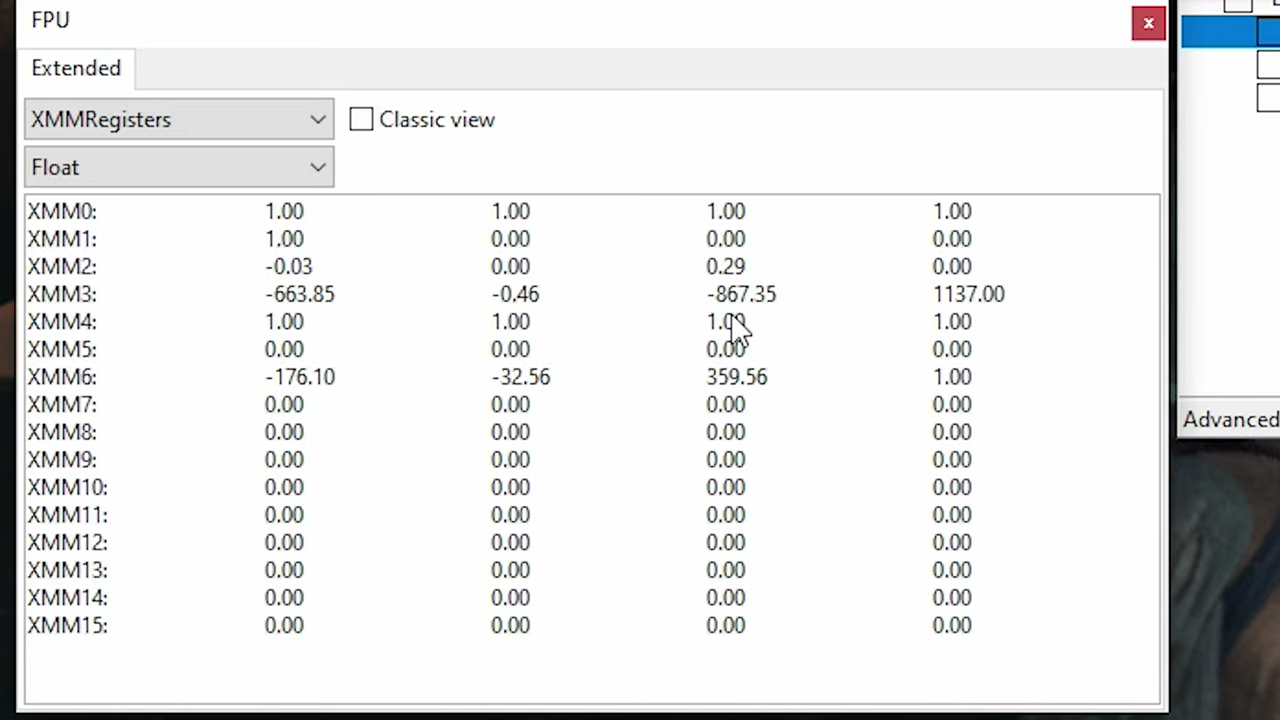 FPU
Extended
XMMRegisters
Classic view
Float
XMM0: 1.00 1.00 1.00 1.00
XMM1: 1.00 0.00 0.00 0.00
XMM2: -0.03 0.00 0.29 0.00
XMM3: -663.85 -0.46 -867.35 1137.00
XMM4: 1.00 1.00 1.00 1.00
XMM5: 0.00 0.00 0.00 0.00
XMM6: -176.10 -32.56 359.56 1.00
XMM7: 0.00 0.00 0.00 0.00
XMM8: 0.00 0.00 0.00 0.00
XMM9: 0.00 0.00 0.00 0.00
XMM10: 0.00 0.00 0.00 0.00
XMM11: 0.00 0.00 0.00 0.00
XMM12: 0.00 0.00 0.00 0.00
XMM13: 0.00 0.00 0.00 0.00
XMM14: 0.00 0.00 0.00 0.00
XMM15: 0.00 0.00 0.00 0.00
Advanced